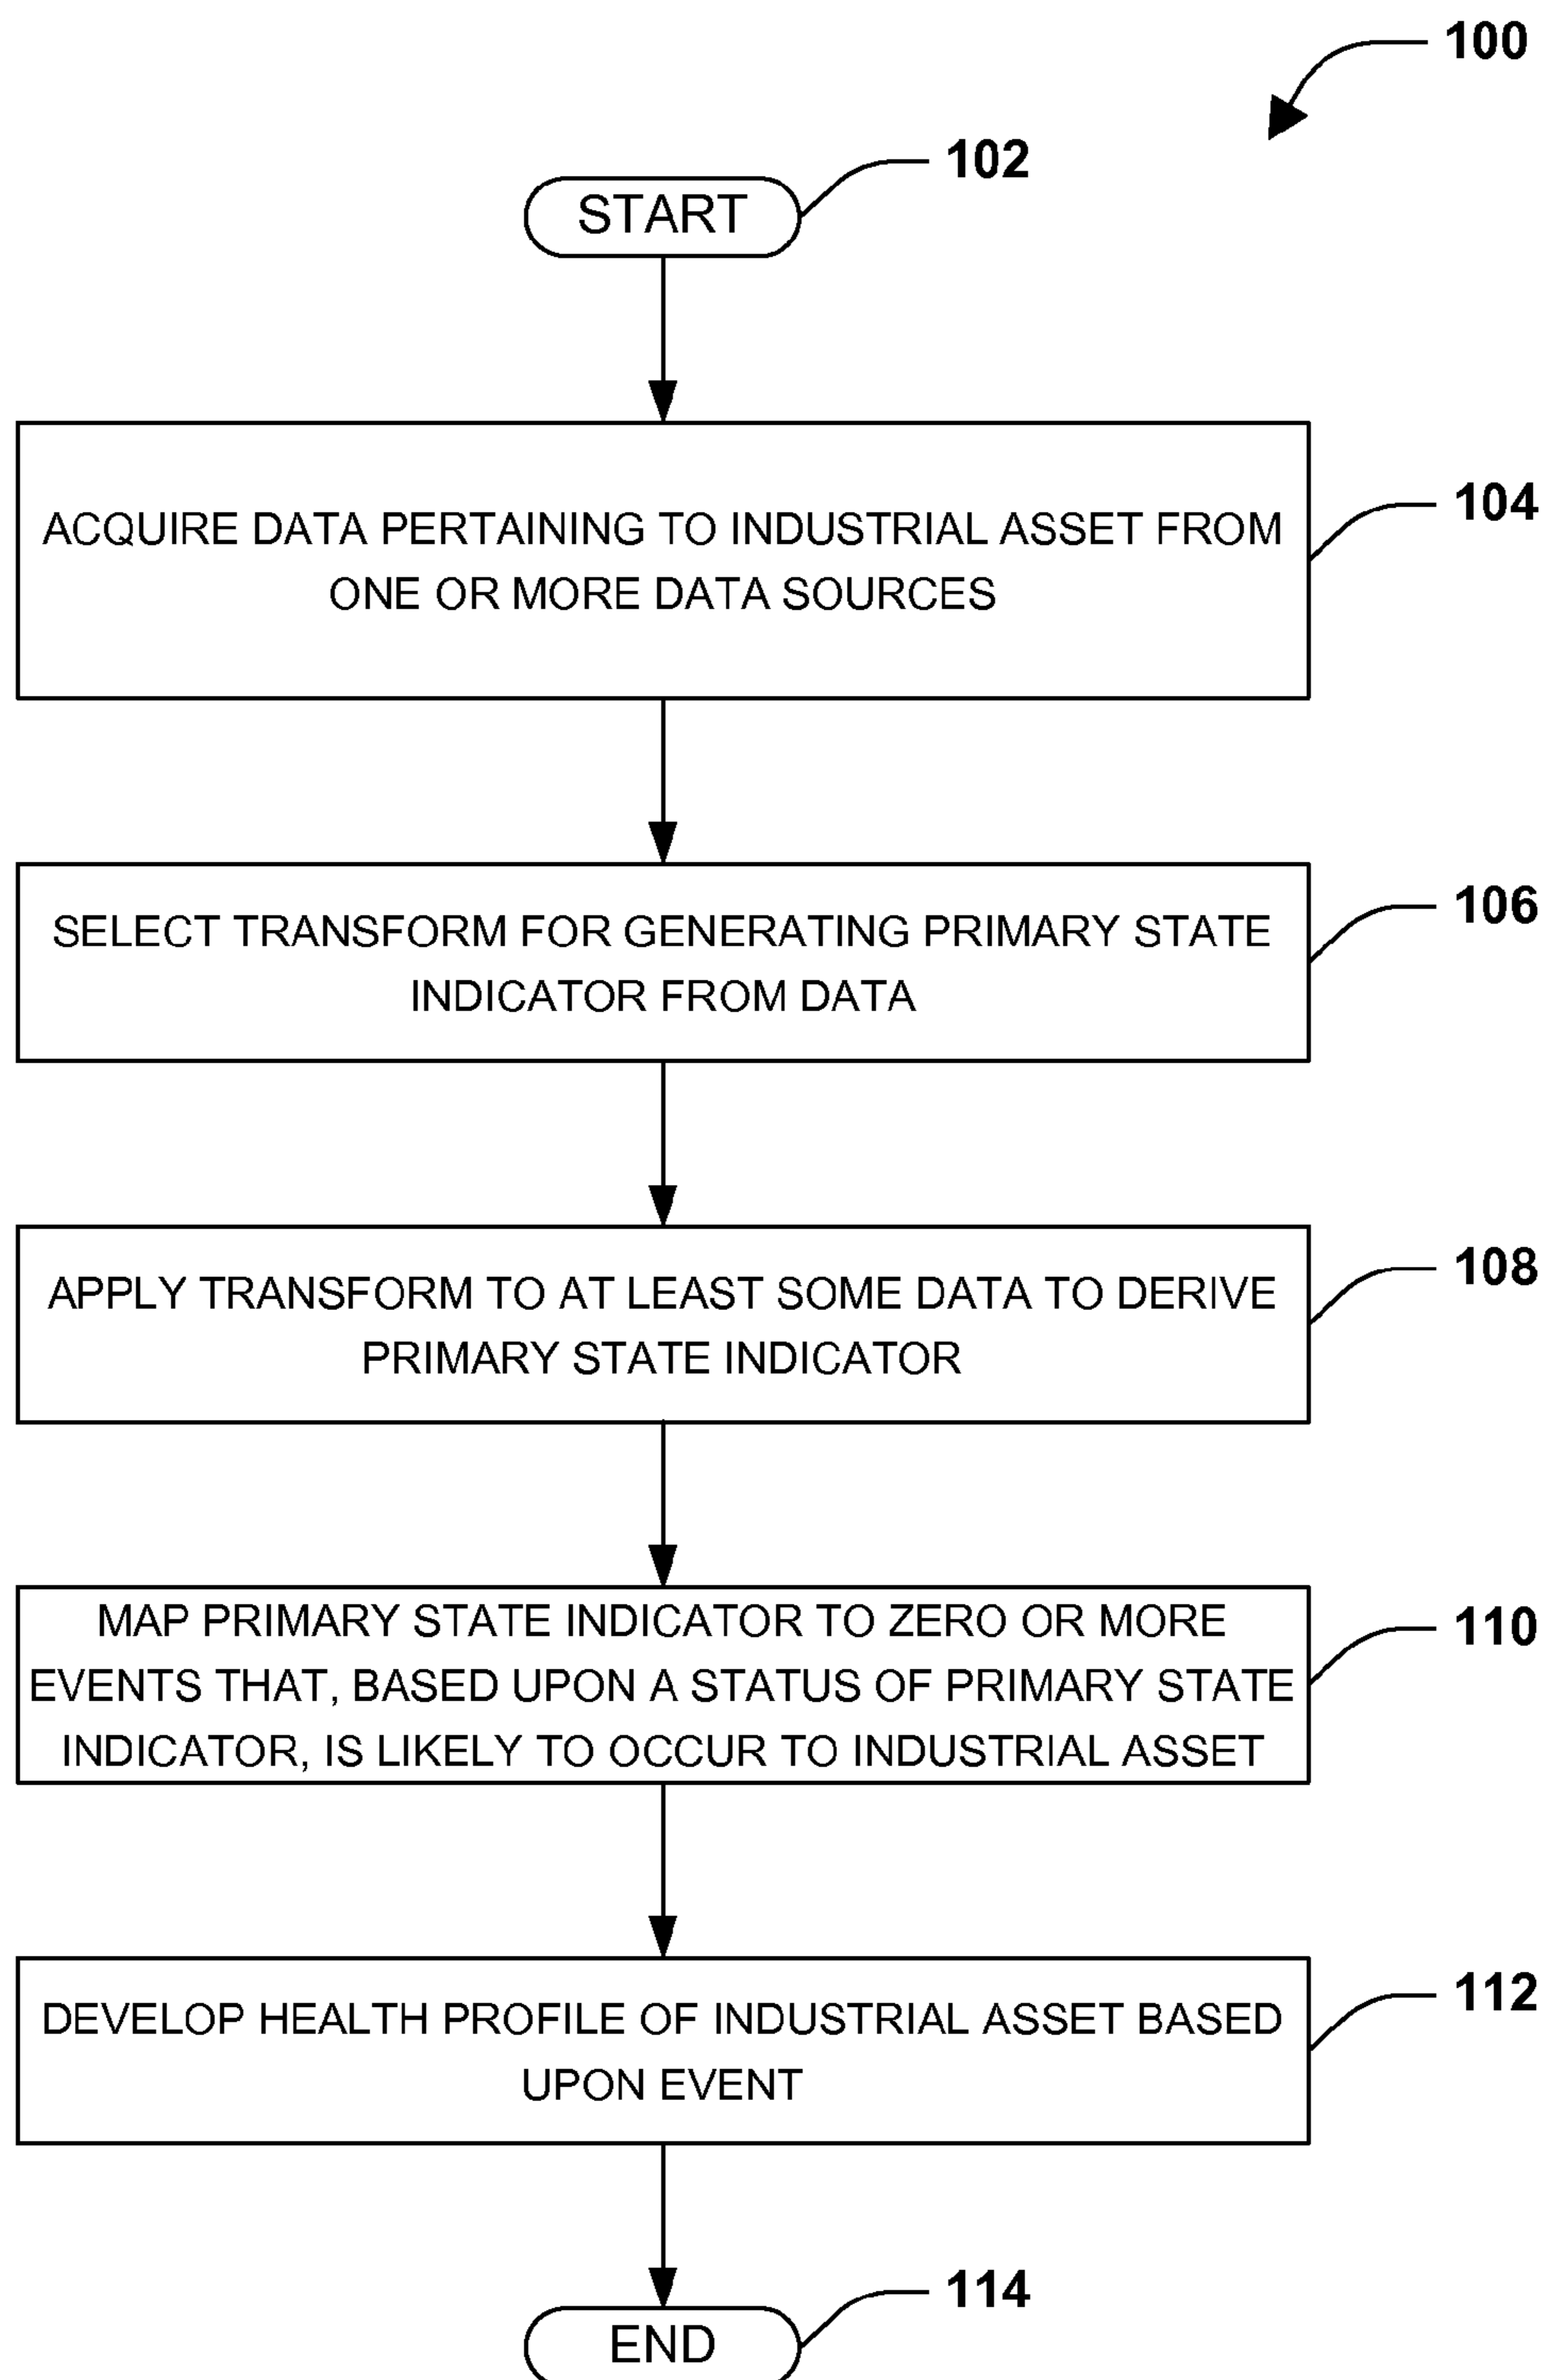 100
102
START
104
ACQUIRE DATA PERTAINING TO INDUSTRIAL ASSET FROM
ONE OR MORE DATA SOURCES
106
SELECT TRANSFORM FOR GENERATING PRIMARY STATE
INDICATOR FROM DATA
108
APPLY TRANSFORM TO AT LEAST SOME DATA TO DERIVE
PRIMARY STATE INDICATOR
110
MAP PRIMARY STATE INDICATOR TO ZERO OR MORE
EVENTS THAT, BASED UPON A STATUS OF PRIMARY STATE
INDICATOR, IS LIKELY TO OCCUR TO INDUSTRIAL ASSET
112
DEVELOP HEALTH PROFILE OF INDUSTRIAL ASSET BASED
UPON EVENT
114
END